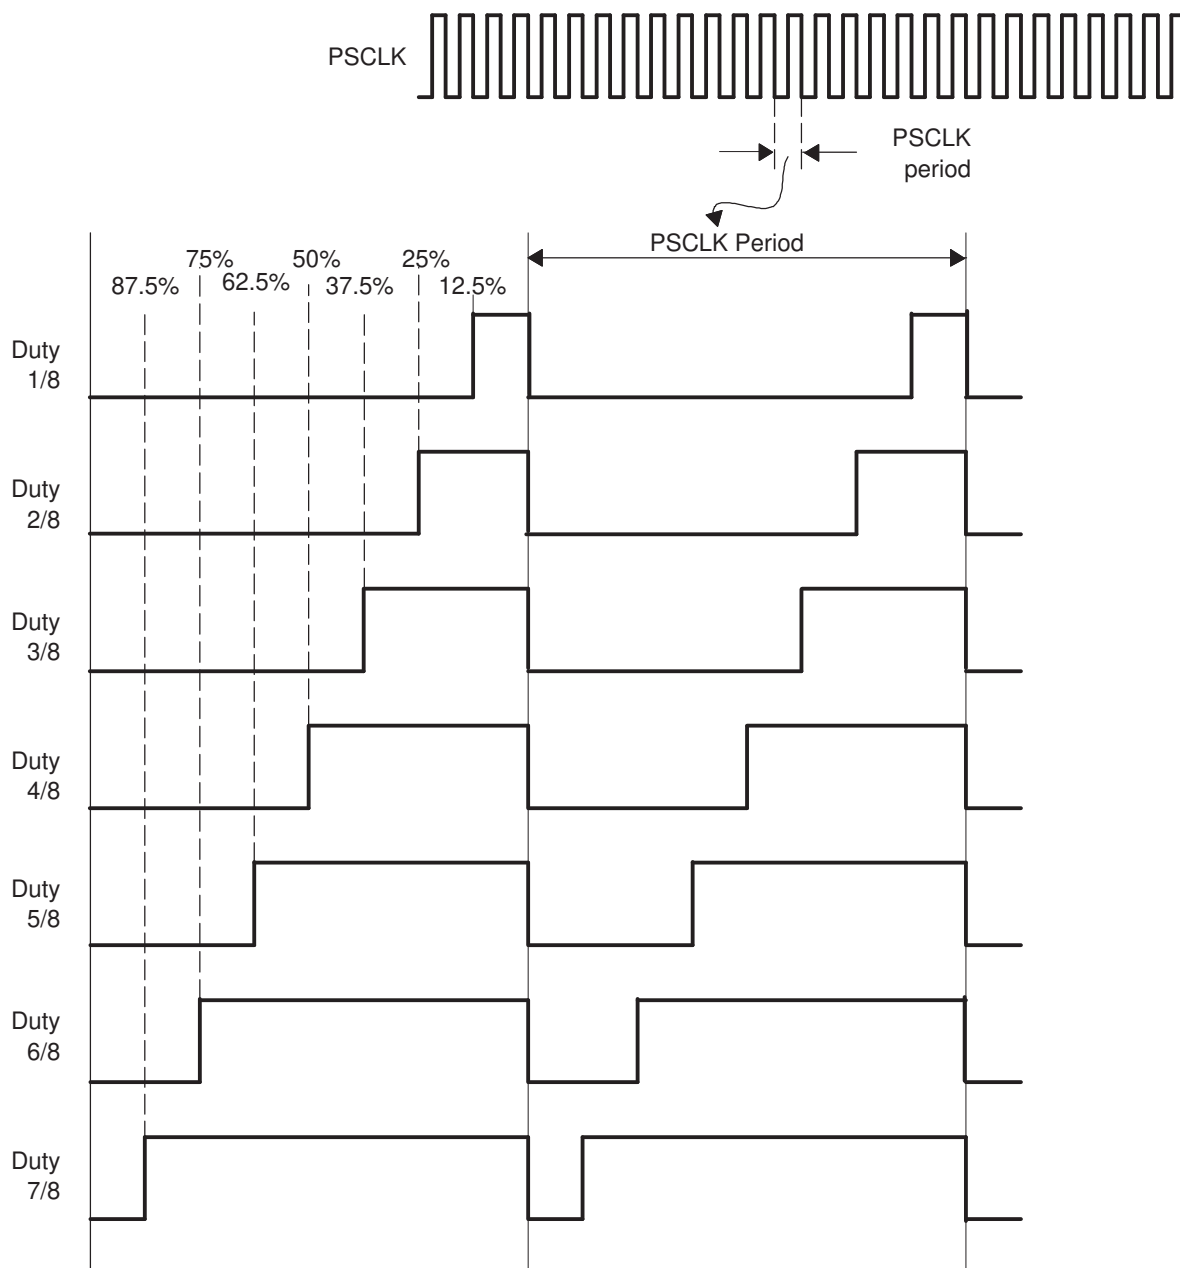 PSCLK
PSCLK
period
PSCLK Period
75%
50%
25%
87.5%
62.5%
37.5%
12.5%
Duty
1/8
Duty
2/8
Duty
3/8
Duty
4/8
Duty
5/8
Duty
6/8
Duty
7/8